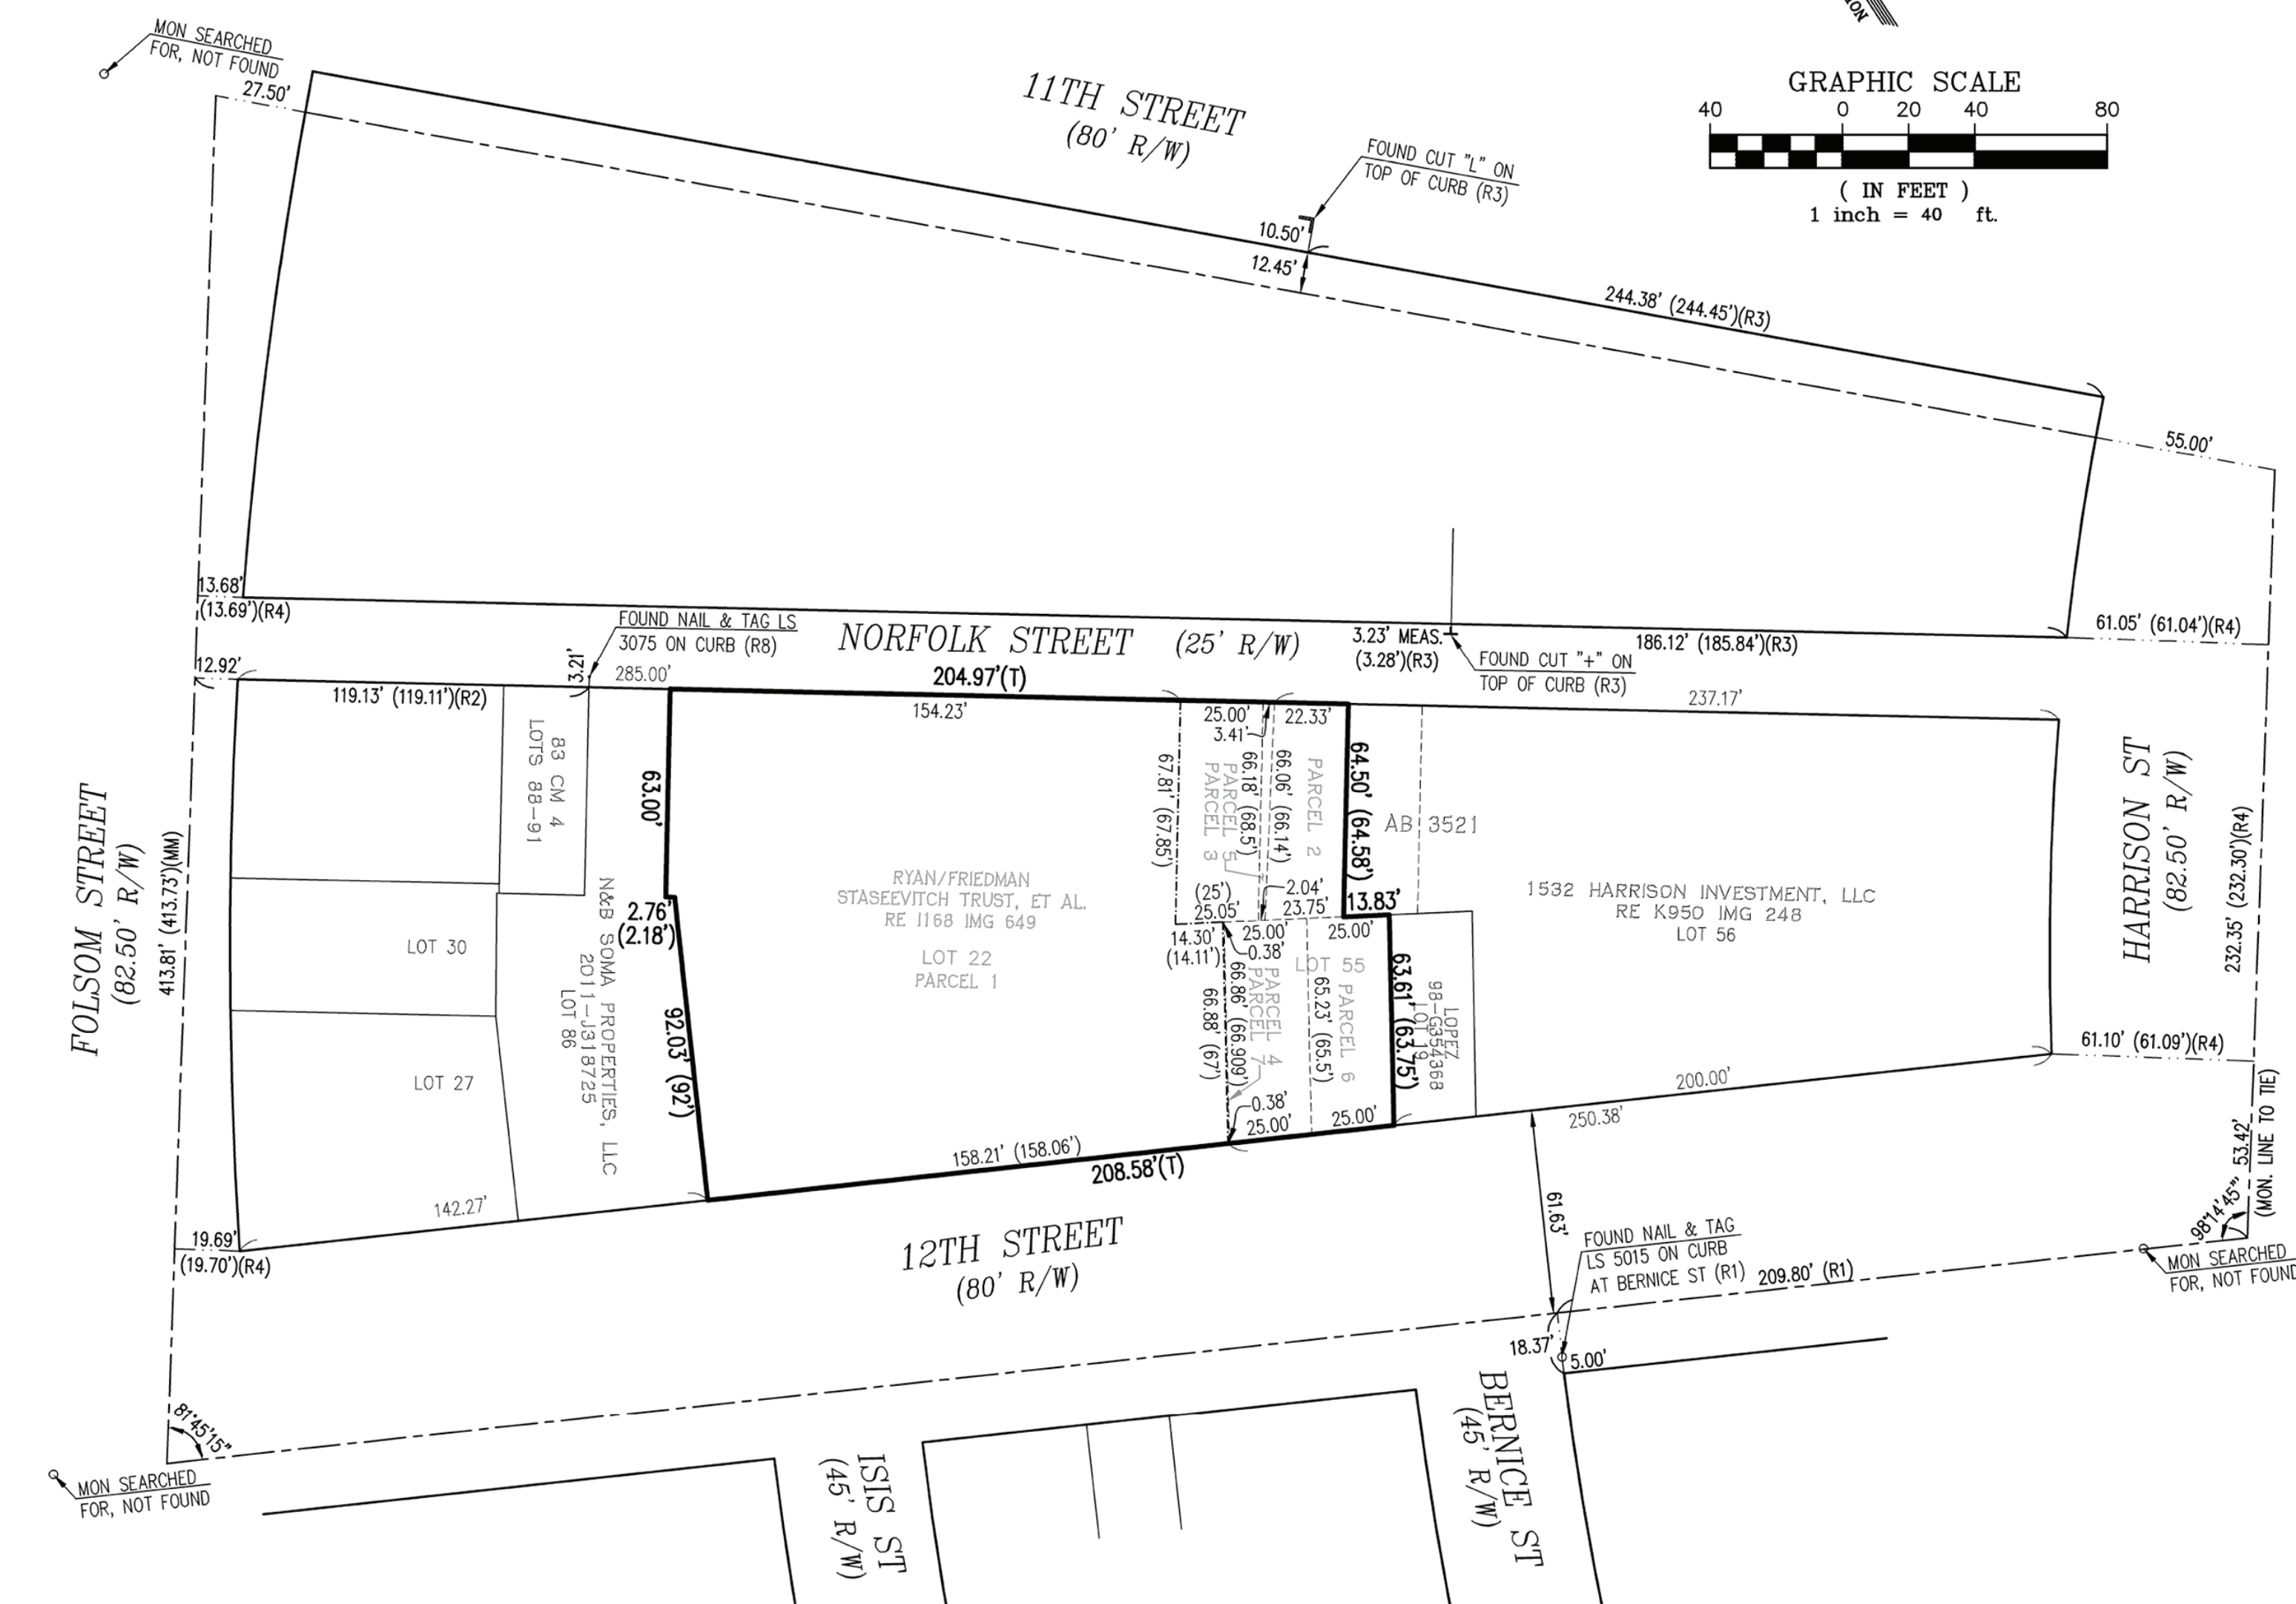 MON SEARCHED
FOR, NOT FOUND
27.50'
11TH STREET
(80' R/W)
FOUND CUT "L" ON
TOP OF CURB (R3)
10.50'
12.45'
244.38' (244.45')(R3)
GRAPHIC SCALE
40 0 20 40 80
( IN FEET )
1 inch = 40 ft.
55.00'
13.68'
(13.69')(R4)
FOUND NAIL & TAG LS
3075 ON CURB (R8)
NORFOLK STREET (25' R/W)
3.23' MEAS.
(3.28')(R3)
FOUND CUT "+" ON
TOP OF CURB (R3)
186.12' (185.84')(R3)
61.05' (61.04')(R4)
12.92'
119.13' (119.11')(R2)
3.21'
285.00'
204.97'(T)
237.17'
154.23'
25.00'
3.41'
22.33'
83 CM 4
LOTS 88-91
63.00'
67.81' (67.85')
PARCEL 3
PARCEL 5
66.18' (68.5')
66.06' (66.14')
PARCEL 2
64.50' (64.58')
AB 3521
FOLSOM STREET
(82.50' R/W)
413.81' (413.73')(MM)
HARRISON ST
(82.50' R/W)
232.35' (232.30')(R4)
RYAN/FRIEDMAN
STASEEVITCH TRUST, ET AL.
RE I168 IMG 649
LOT 22
PARCEL 1
1532 HARRISON INVESTMENT, LLC
RE K950 IMG 248
LOT 56
2.76'
(2.18')
(25')
25.05'
2.04'
23.75'
13.83'
14.30'
(14.11')
25.00'
0.38'
25.00'
LOT 30
LOT 27
N&B SOMA PROPERTIES, LLC
2011-J318725
LOT 86
92.03' (92')
66.88' (67')
66.86' (66.909')
PARCEL 7
PARCEL 4
LOT 55
65.23' (65.5')
PARCEL 6
63.61' (63.75')
LOPEZ
98-G354368
LOT 19
61.10' (61.09')(R4)
0.38'
25.00'
25.00'
200.00'
250.38'
158.21' (158.06')
208.58'(T)
142.27'
19.69'
(19.70')(R4)
12TH STREET
(80' R/W)
61.63'
FOUND NAIL & TAG
LS 5015 ON CURB
AT BERNICE ST (R1)
209.80' (R1)
98°14'45"
53.42'
(MON. LINE TO TIE)
MON SEARCHED
FOR, NOT FOUND
18.37'
5.00'
81°45'15"
MON SEARCHED
FOR, NOT FOUND
ISIS ST
(45' R/W)
BERNICE ST
(45' R/W)